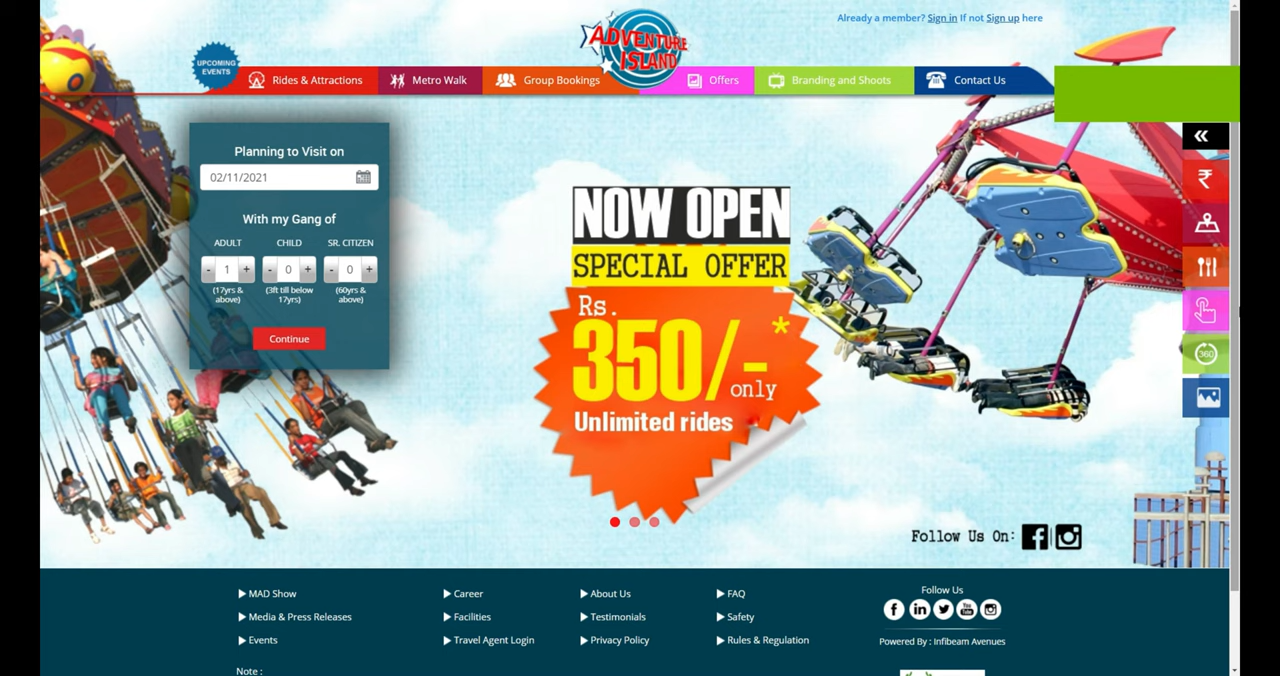 Already a member? Sign in If not Sign up here
ADVENTURE
ISLAND
UPCOMING
EVENTS
Rides & Attractions
Metro Walk
Group Bookings
Offers
Branding and Shoots
Contact Us
Planning to Visit on
02/11/2021
With my Gang of
ADULT CHILD SR. CITIZEN
- 1 + - 0 + - 0 +
(17yrs &
above)
(3ft till below
17yrs)
(60yrs &
above)
Continue
NOW OPEN
SPECIAL OFFER
Rs.
350/-*
only
Unlimited rides
«
₹
360
Follow Us On:
MAD Show
Media & Press Releases
Events
Career
Facilities
Travel Agent Login
About Us
Testimonials
Privacy Policy
FAQ
Safety
Rules & Regulation
Follow Us
You
Tube
Powered By : Infibeam Avenues
Note :